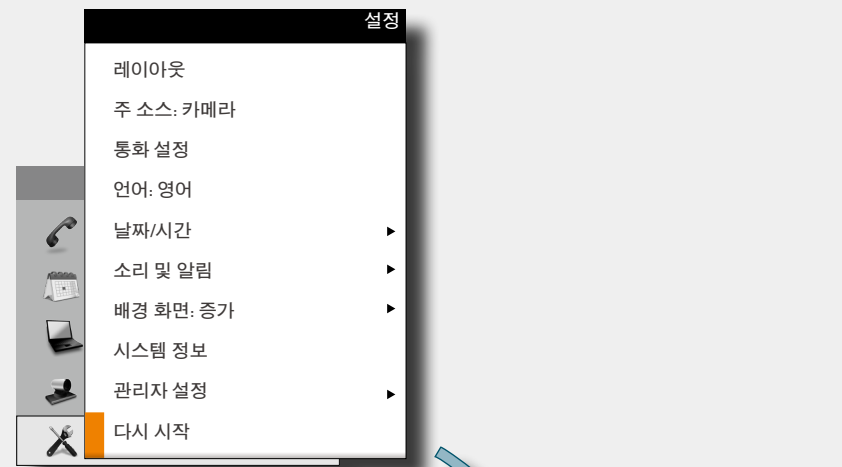 설정
레이아웃
주 소스: 카메라
통화 설정
언어: 영어
날짜/시간
소리 및 알림
배경 화면: 증가
시스템 정보
관리자 설정
다시 시작